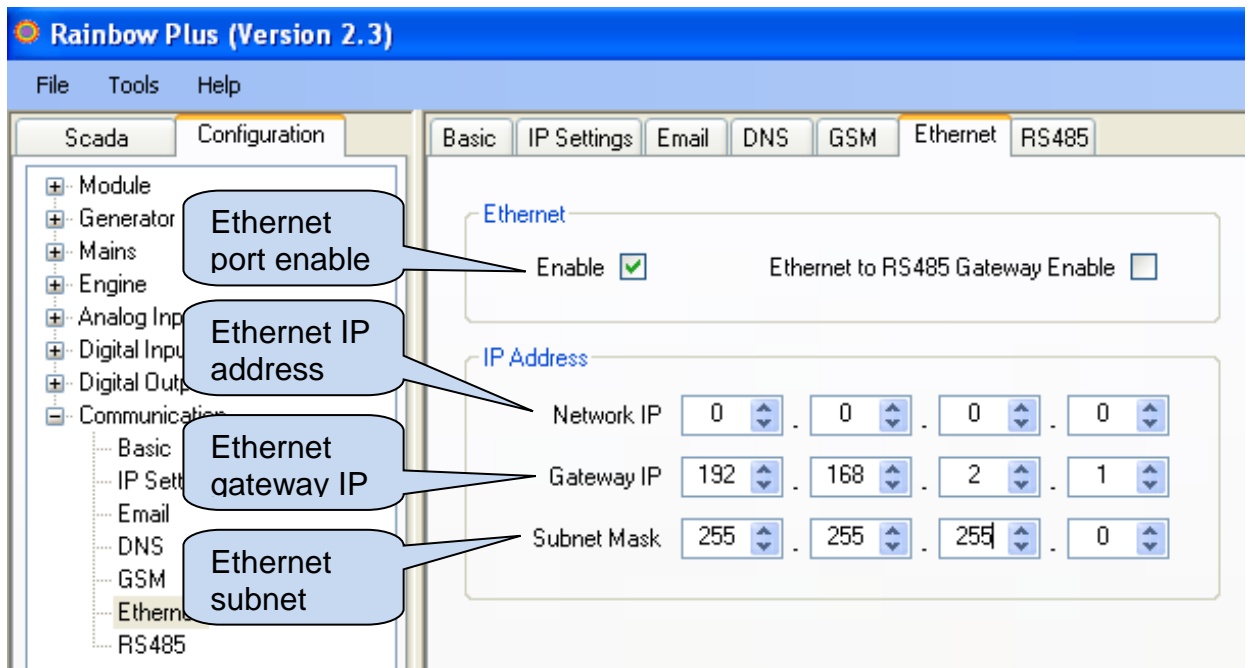 Rainbow Plus (Version 2.3)
File Tools Help
Scada Configuration
Module
Generator
Mains
Engine
Analog Inp
Digital Inpu
Digital Outp
Communication
Basic
IP Sett
Email
DNS
GSM
Ethern
RS485
Ethernet
port enable
Ethernet IP
address
Ethernet
gateway IP
Ethernet
subnet
Basic IP Settings Email DNS GSM Ethernet RS485
Ethernet
Enable Ethernet to RS485 Gateway Enable
IP Address
Network IP 0 . 0 . 0 . 0
Gateway IP 192 . 168 . 2 . 1
Subnet Mask 255 . 255 . 255 . 0